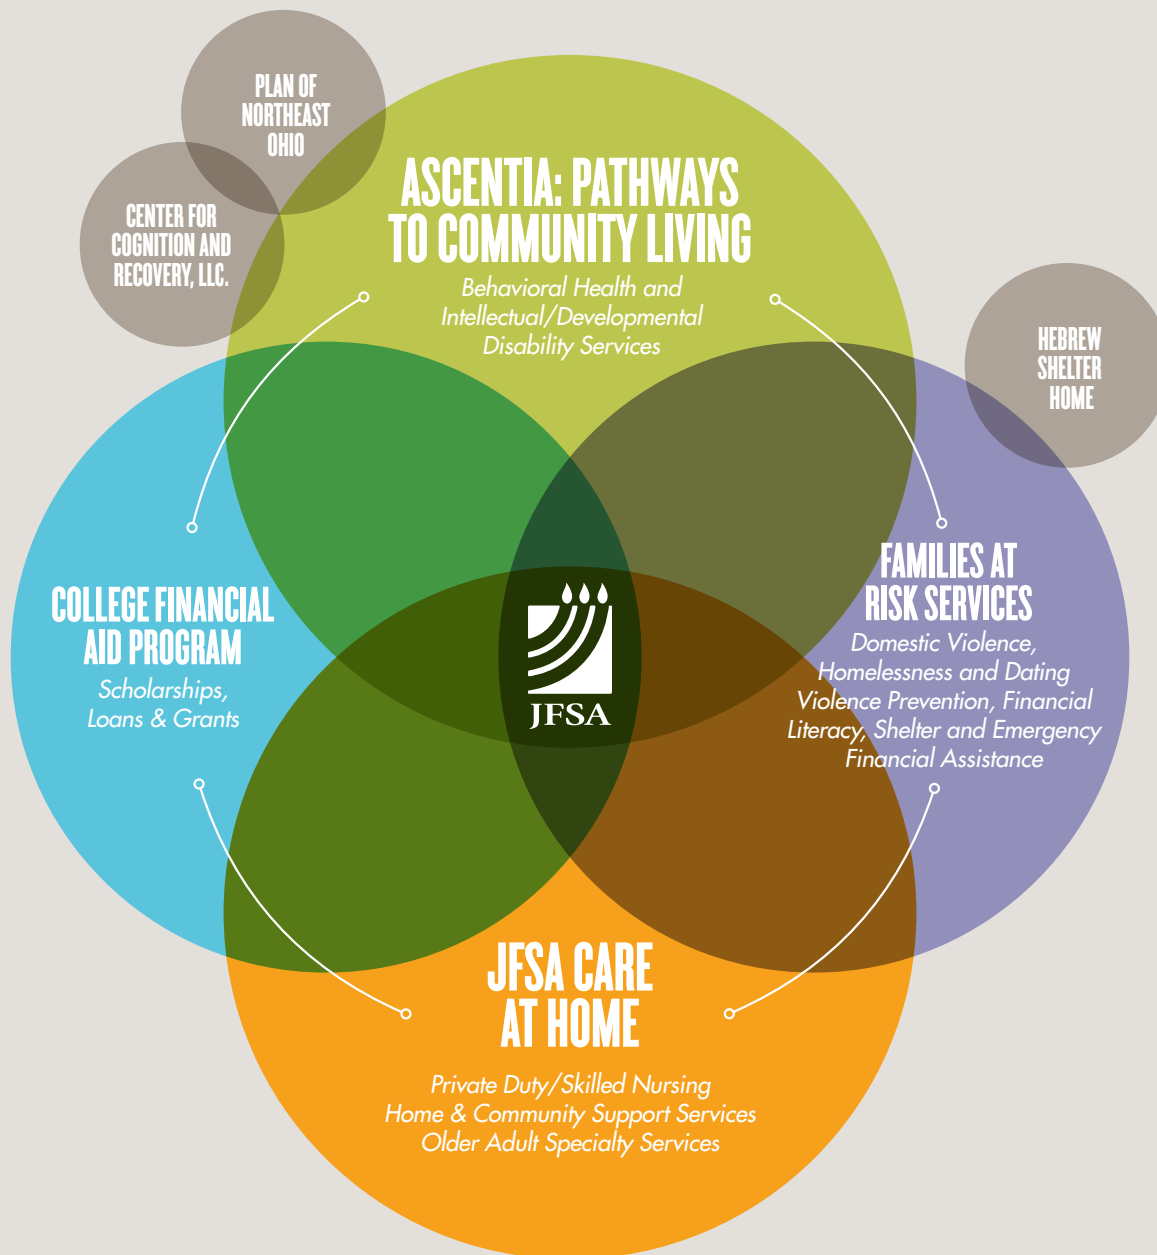 PLAN OF
NORTHEAST
OHIO
CENTER FOR
COGNITION AND
RECOVERY, LLC.
ASCENTIA: PATHWAYS
TO COMMUNITY LIVING
Behavioral Health and
Intellectual/Developmental
Disability Services
HEBREW
SHELTER
HOME
COLLEGE FINANCIAL
AID PROGRAM
Scholarships,
Loans & Grants
JFSA
FAMILIES AT
RISK SERVICES
Domestic Violence,
Homelessness and Dating
Violence Prevention, Financial
Literacy, Shelter and Emergency
Financial Assistance
JFSA CARE
AT HOME
Private Duty/Skilled Nursing
Home & Community Support Services
Older Adult Specialty Services